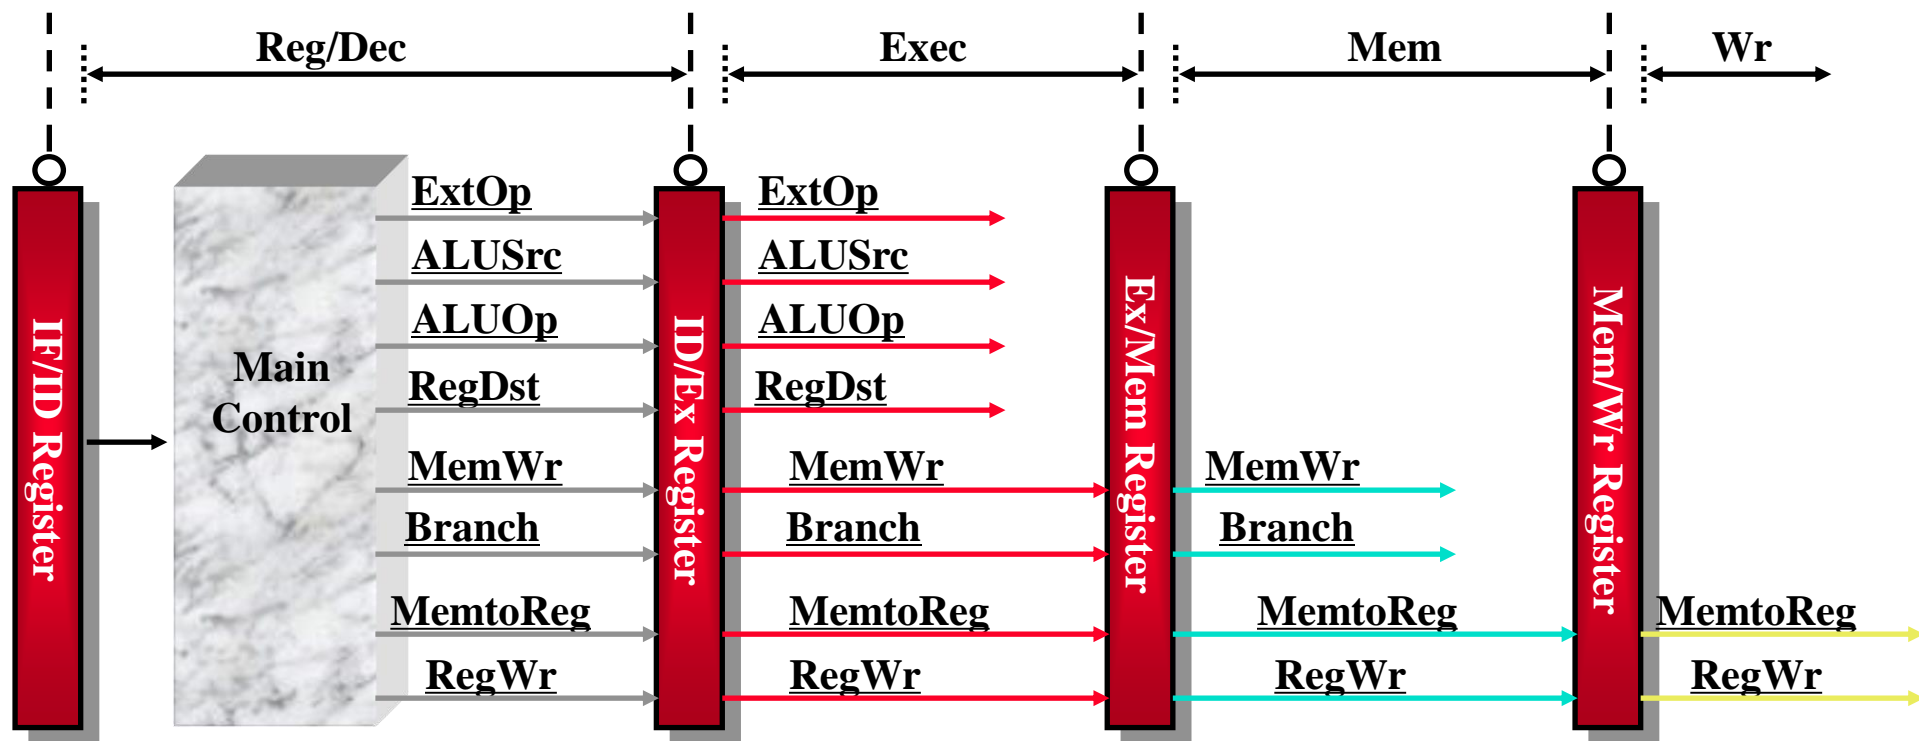 Reg/Dec Exec Mem Wr
ExtOp ExtOp
ALUSrc ALUSrc
ALUOp ALUOp
RegDst RegDst
MemWr MemWr MemWr
Branch Branch Branch
MemtoReg MemtoReg MemtoReg MemtoReg
RegWr RegWr RegWr RegWr
IF/ID Register
Main
Control
ID/Ex Register
Ex/Mem Register
Mem/Wr Register